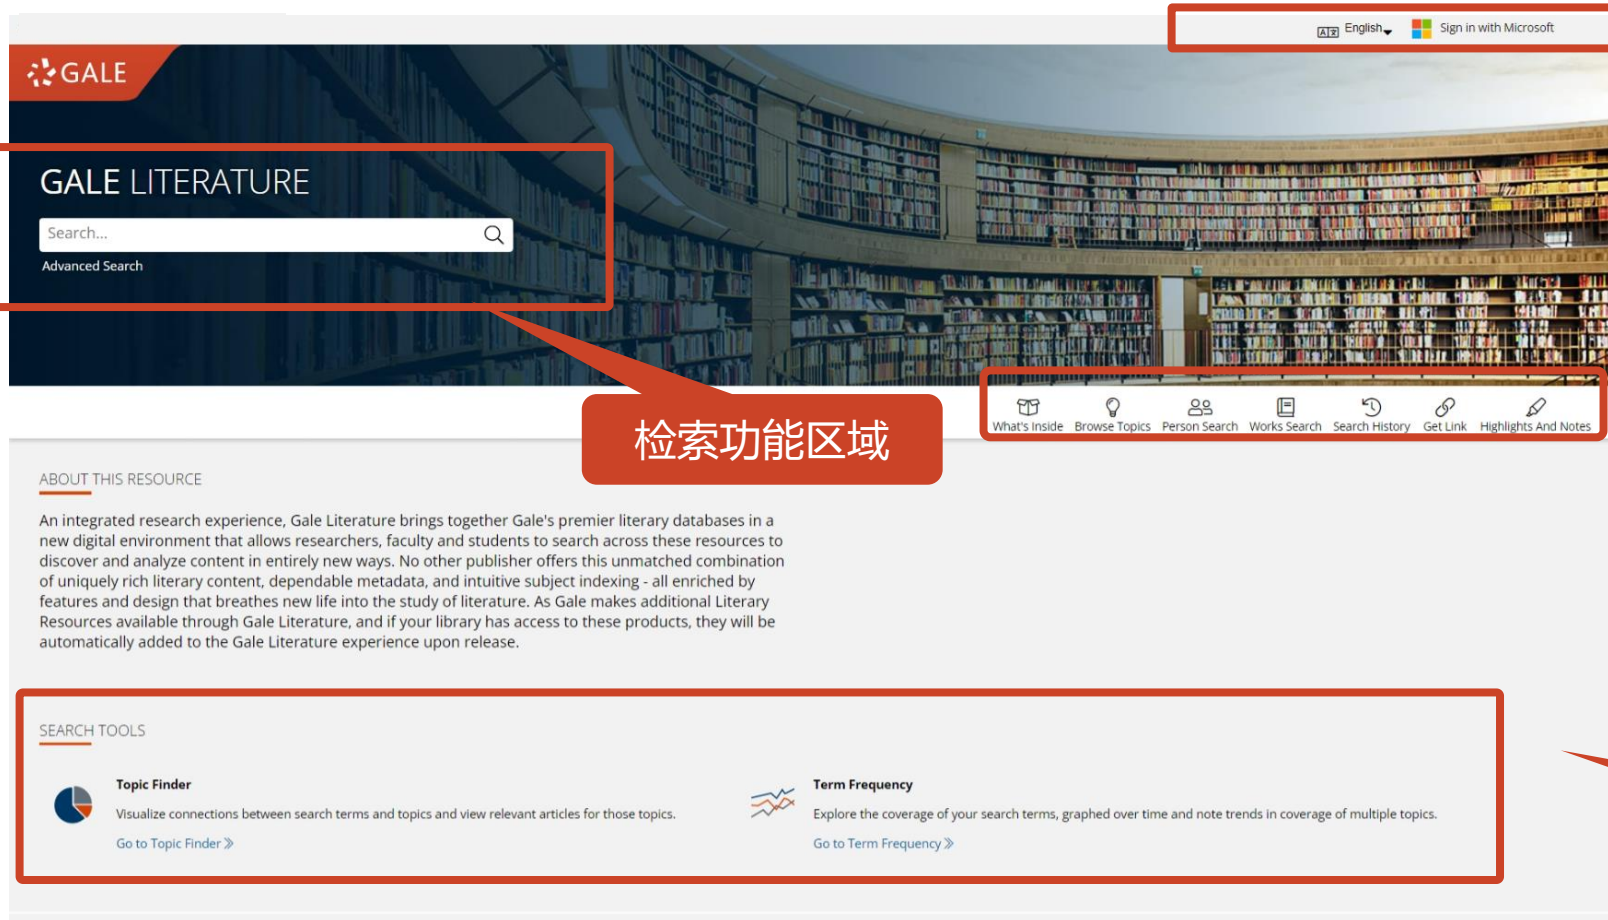 English
Sign in with Microsoft
GALE
GALE LITERATURE
Search...
Advanced Search
检索功能区域
What's Inside
Browse Topics
Person Search
Works Search
Search History
Get Link
Highlights And Notes
ABOUT THIS RESOURCE
An integrated research experience, Gale Literature brings together Gale's premier literary databases in a
new digital environment that allows researchers, faculty and students to search across these resources to
discover and analyze content in entirely new ways. No other publisher offers this unmatched combination
of uniquely rich literary content, dependable metadata, and intuitive subject indexing - all enriched by
features and design that breathes new life into the study of literature. As Gale makes additional Literary
Resources available through Gale Literature, and if your library has access to these products, they will be
automatically added to the Gale Literature experience upon release.
SEARCH TOOLS
Topic Finder
Visualize connections between search terms and topics and view relevant articles for those topics.
Go to Topic Finder »
Term Frequency
Explore the coverage of your search terms, graphed over time and note trends in coverage of multiple topics.
Go to Term Frequency »